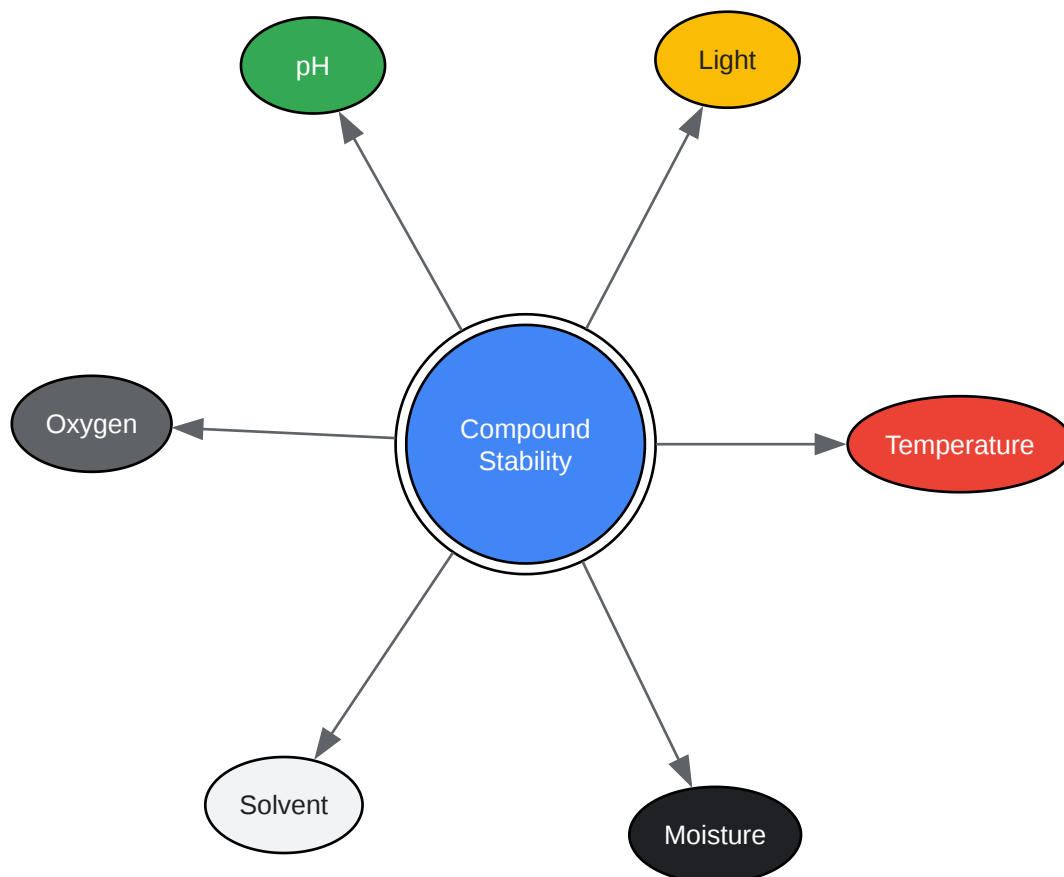 pH
Light
Oxygen
Compound
Stability
Temperature
Solvent
Moisture